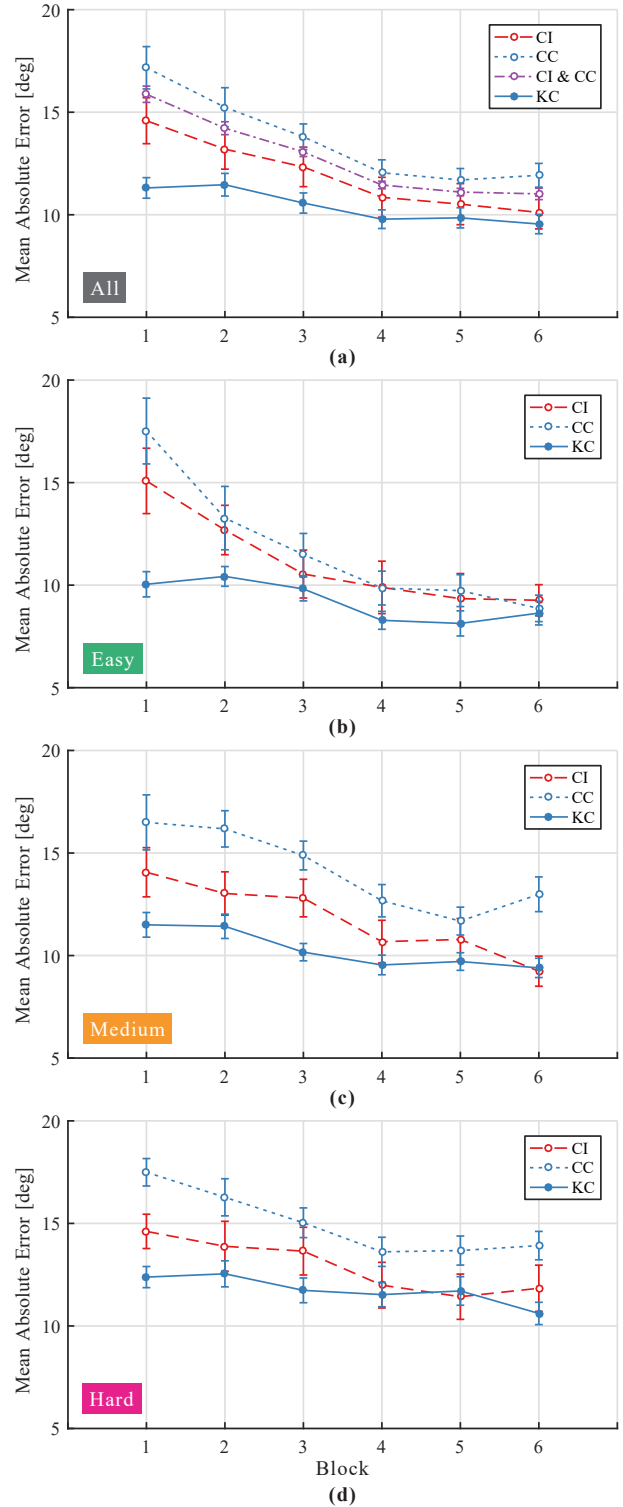 20
15
10
5
Mean Absolute Error [deg]
CI
CC
CI & CC
KC
All
1 2 3 4 5 6
(a)
20
15
10
5
Mean Absolute Error [deg]
CI
CC
KC
Easy
1 2 3 4 5 6
(b)
20
15
10
5
Mean Absolute Error [deg]
CI
CC
KC
Medium
1 2 3 4 5 6
(c)
20
15
10
5
Mean Absolute Error [deg]
CI
CC
KC
Hard
1 2 3 4 5 6
Block
(d)